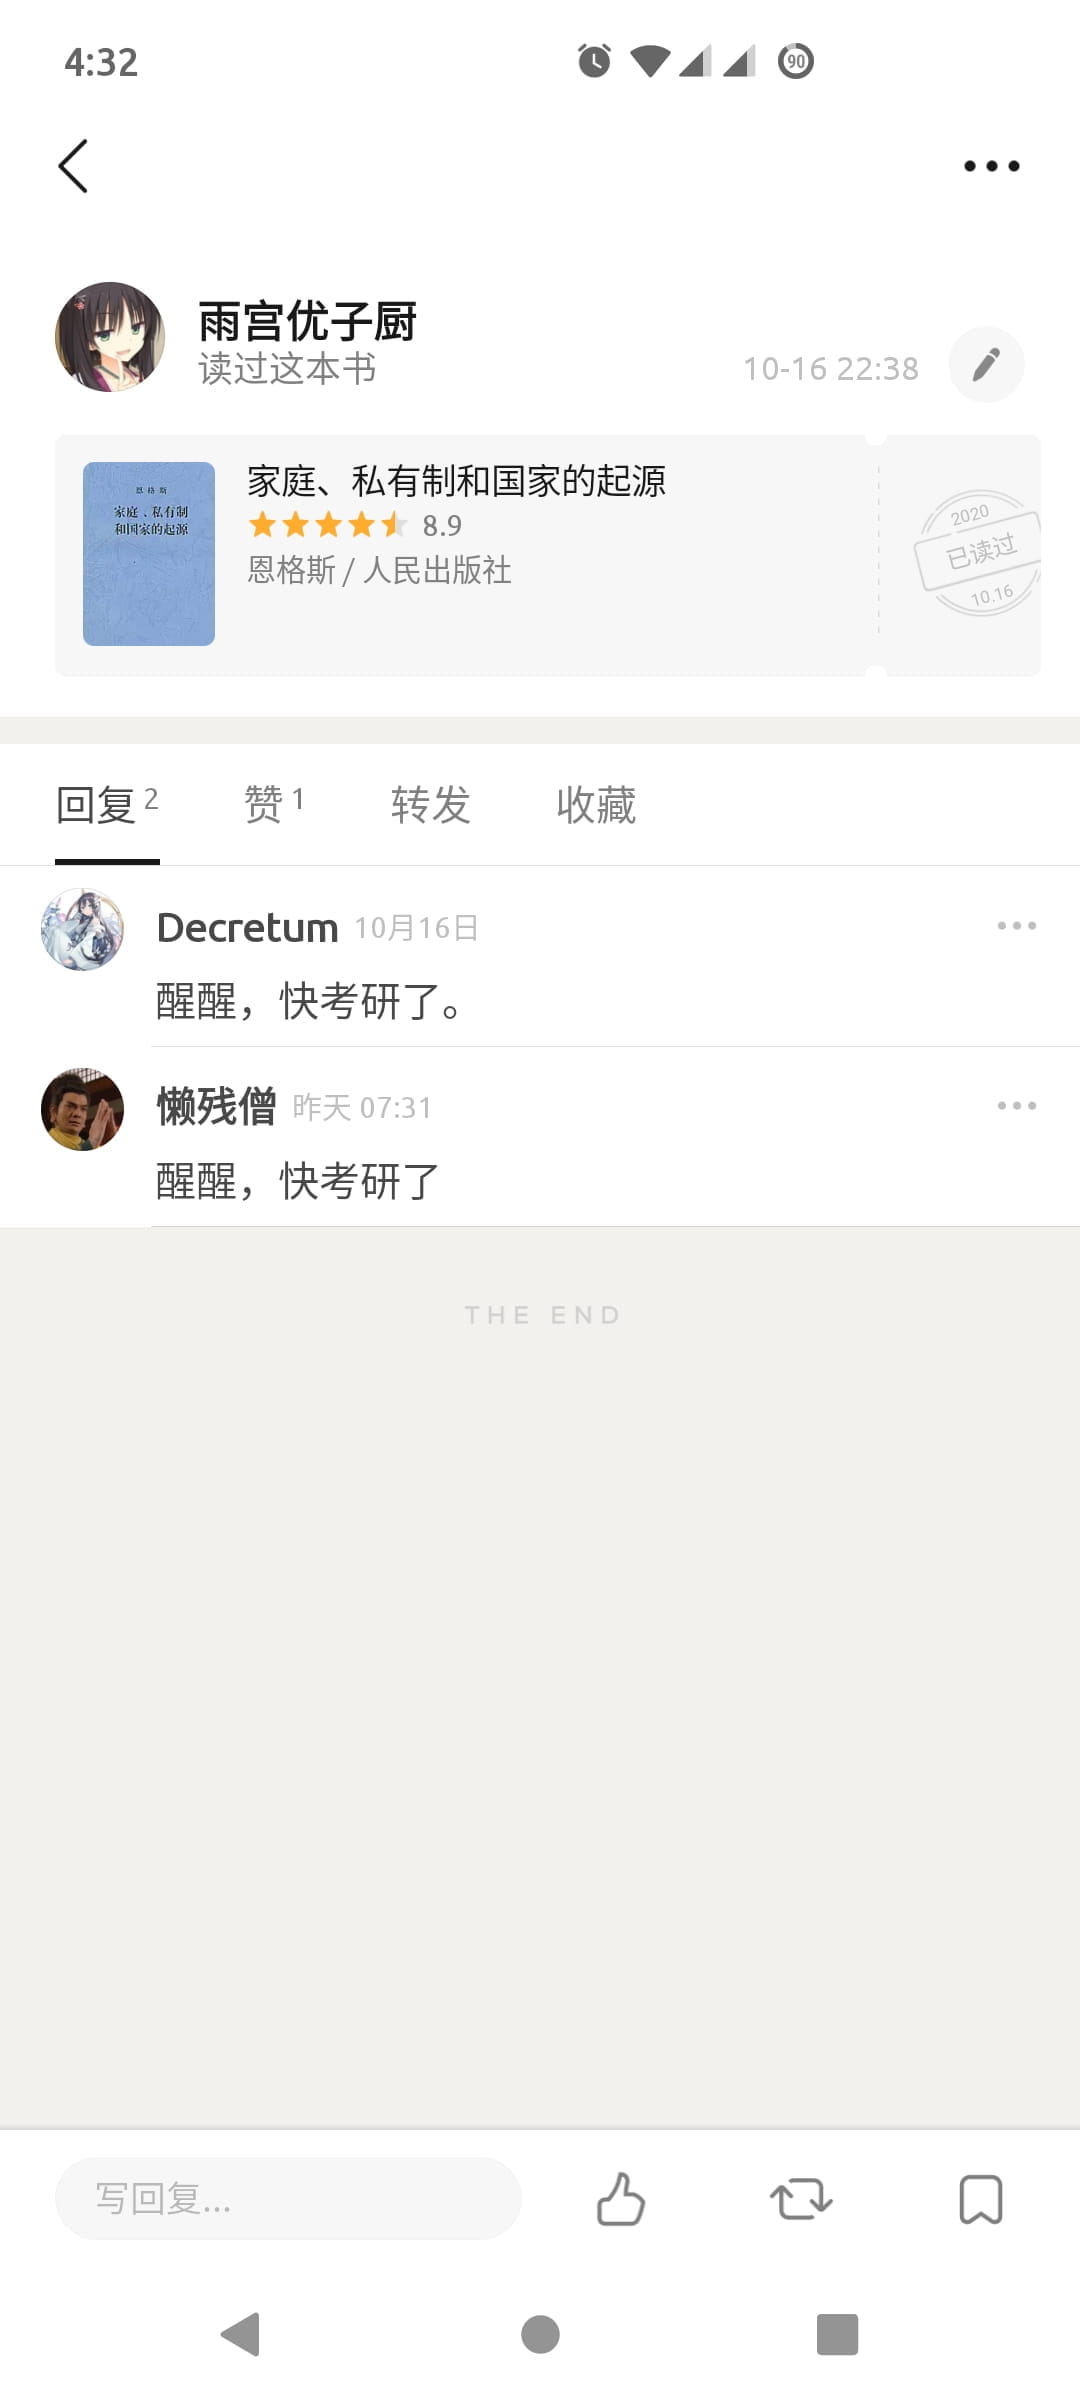 4:32
90
雨宫优子厨
读过这本书
10-16 22:38
恩格斯
家庭、私有制
和国家的起源
家庭、私有制和国家的起源
8.9
恩格斯 / 人民出版社
2020
已读过
10.16
回复 2
赞 1
转发
收藏
Decretum 10月16日
醒醒，快考研了。
懒残僧 昨天 07:31
醒醒，快考研了
THE END
写回复...